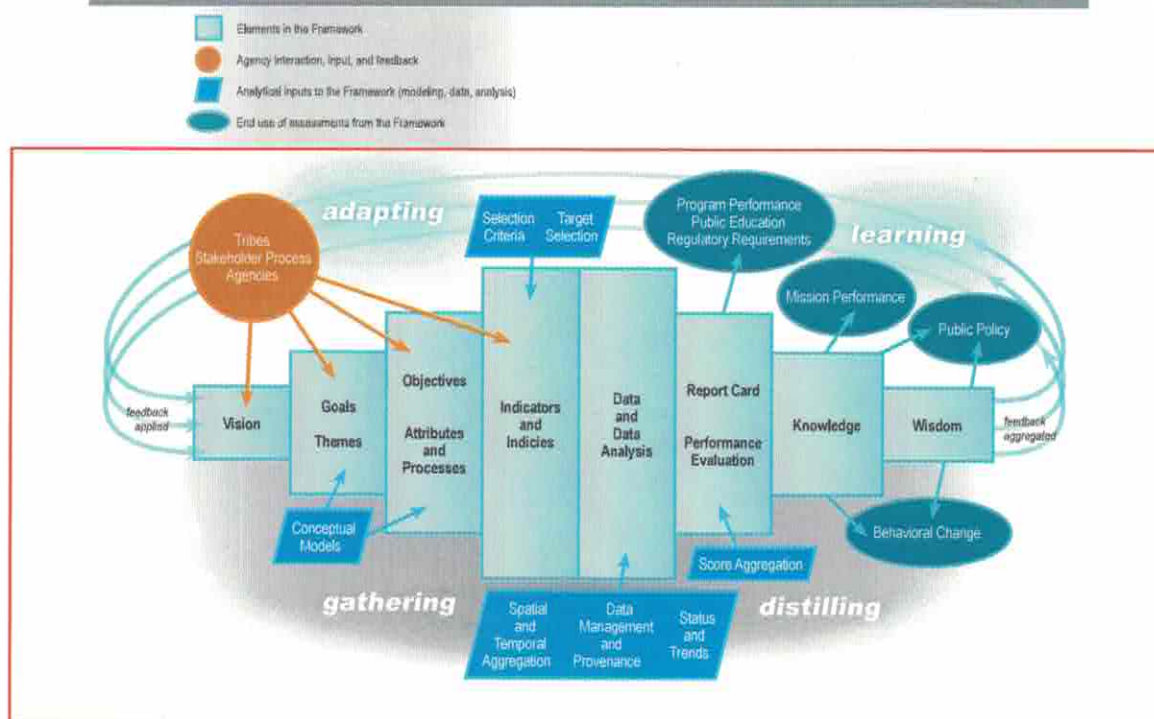 Elements in the Framework
Agency interaction, input, and feedback
Analytical inputs to the Framework (modeling, data, analysis)
End use of assessments from the Framework
adapting
learning
Tribes
Stakeholder Process
Agencies
Selection Criteria
Target Selection
Program Performance
Public Education
Regulatory Requirements
Mission Performance
Public Policy
feedback
applied
Vision
Goals
Themes
Objectives
Attributes
and
Processes
Indicators
and
Indicies
Data
and
Data
Analysis
Report Card
Performance
Evaluation
Knowledge
Wisdom
feedback
aggregated
Conceptual
Models
Score Aggregation
Behavioral Change
gathering
distilling
Spatial
and
Temporal
Aggregation
Data
Management
and
Provenance
Status
and
Trends